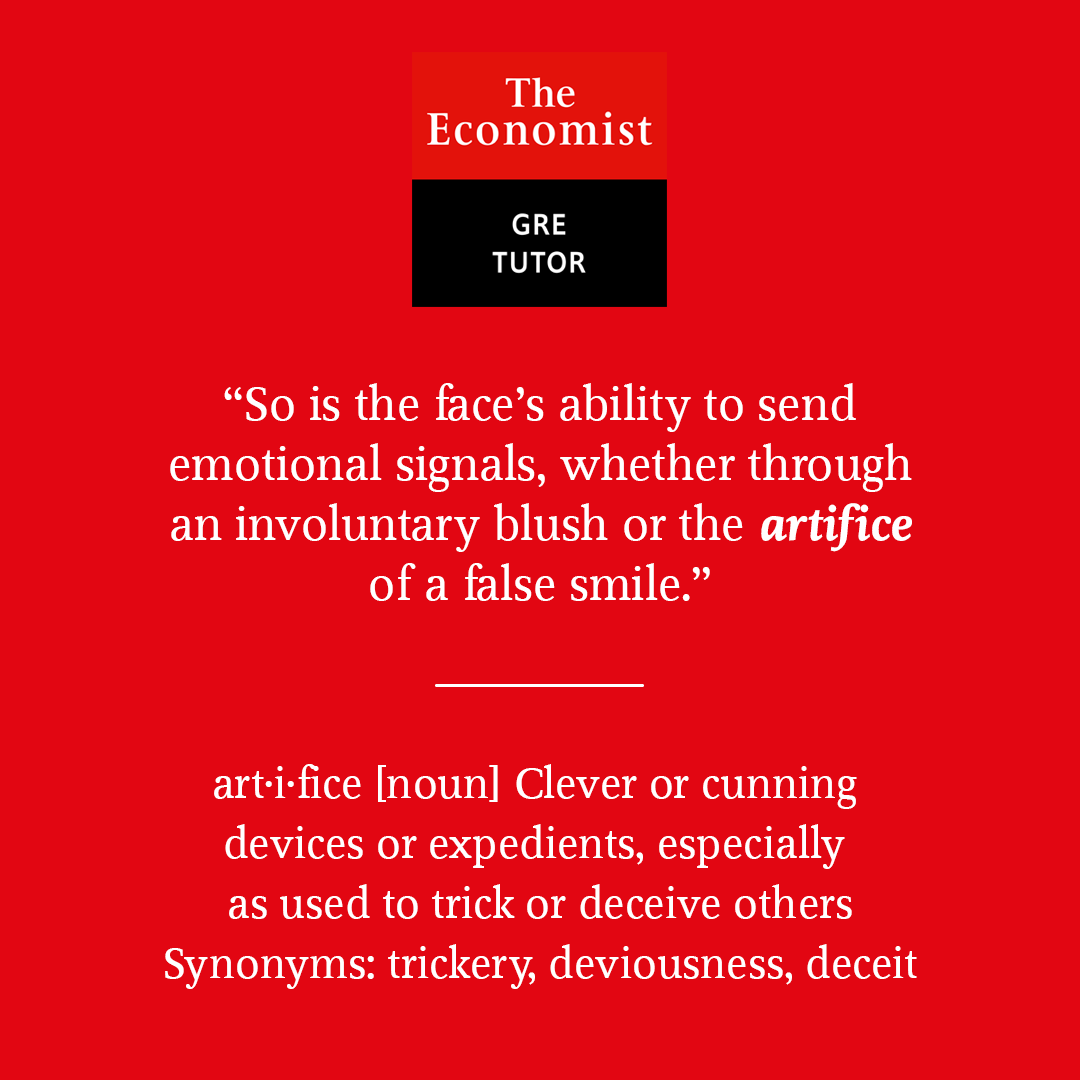 The
Economist
GRE
TUTOR
“So is the face’s ability to send
emotional signals, whether through
an involuntary blush or the artifice
of a false smile.”
art·i·fice [noun] Clever or cunning
devices or expedients, especially
as used to trick or deceive others
Synonyms: trickery, deviousness, deceit